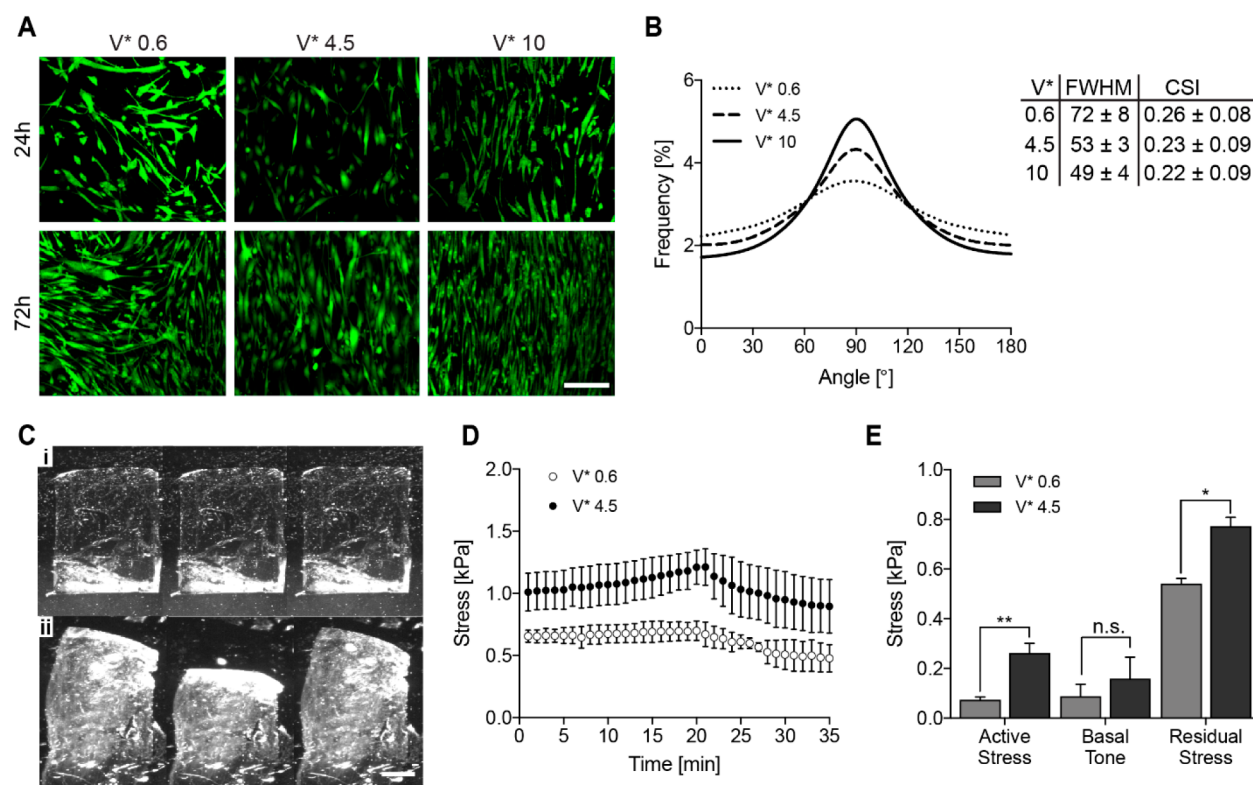 A
V* 0.6
V* 4.5
V* 10
24h
72h
B
Frequency [%]
6
4
2
0
0 30 60 90 120 150 180
Angle [°]
V* 0.6
V* 4.5
V* 10
V* FWHM CSI
0.6 72 ± 8 0.26 ± 0.08
4.5 53 ± 3 0.23 ± 0.09
10 49 ± 4 0.22 ± 0.09
C
i
ii
D
Stress [kPa]
2.0
1.5
1.0
0.5
0.0
0 5 10 15 20 25 30 35
Time [min]
V* 0.6
V* 4.5
E
Stress [kPa]
1.0
0.8
0.6
0.4
0.2
0.0
V* 0.6
V* 4.5
**
n.s.
*
Active Basal Residual
Stress Tone Stress